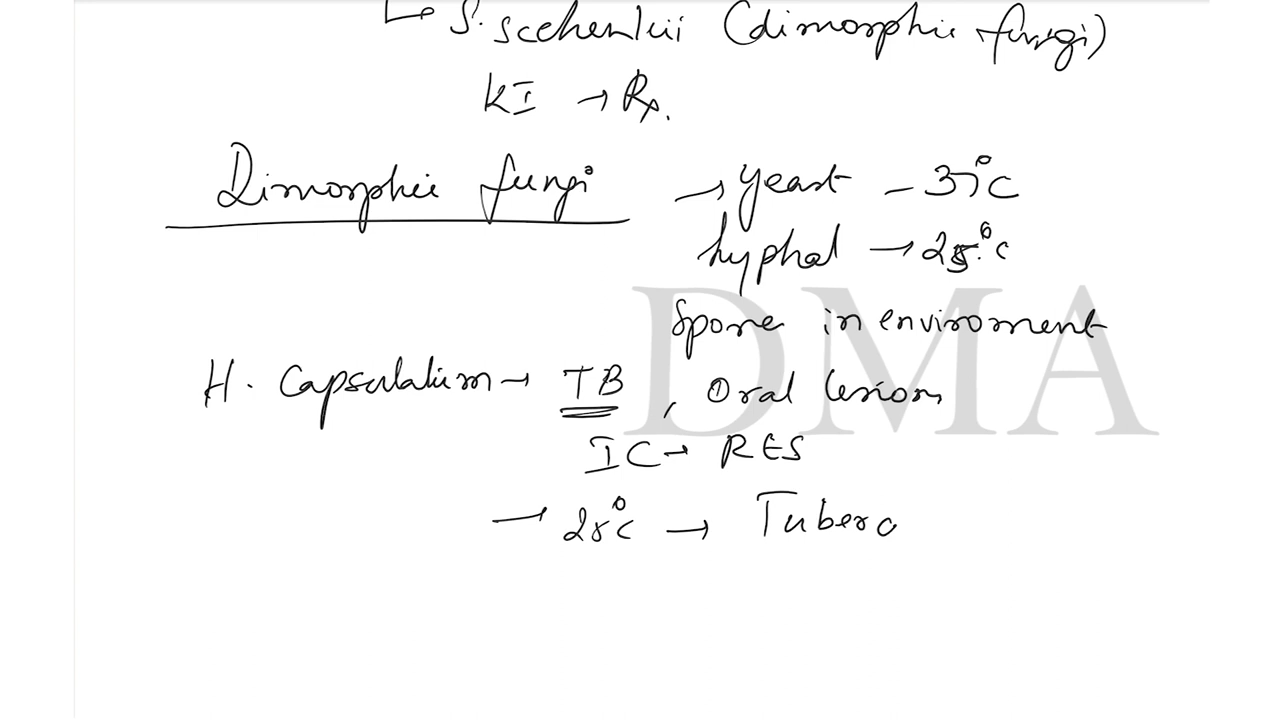 ↳ S. scehenkii (dimorphic fungi)
KI → Rx.
Dimorphic fungi → yeast - 37°C
hyphal → 25°C
Spore in enviroment
H. capsulatum → TB, Oral lesion,
IC → RES
→ 25°C → Tuberc
DMA